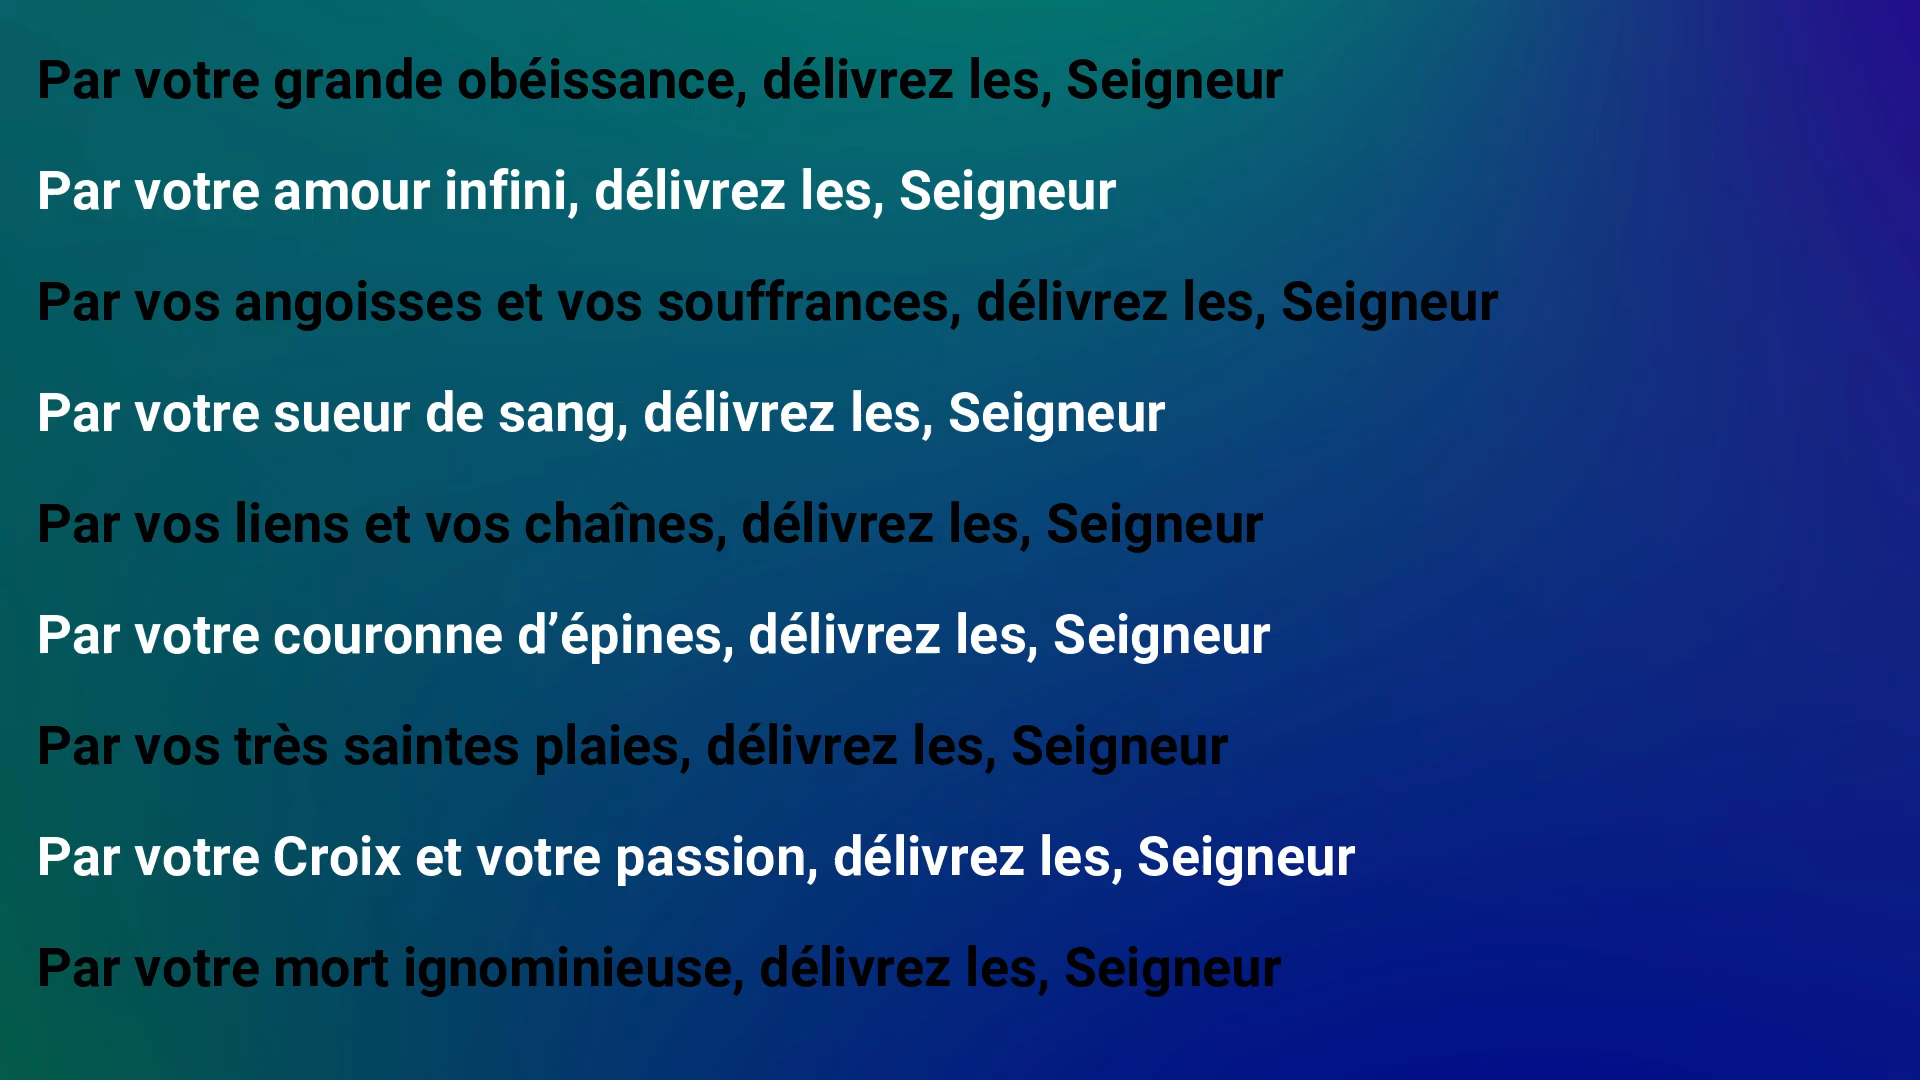 Par votre grande obéissance, délivrez les, Seigneur
Par votre amour infini, délivrez les, Seigneur
Par vos angoisses et vos souffrances, délivrez les, Seigneur
Par votre sueur de sang, délivrez les, Seigneur
Par vos liens et vos chaînes, délivrez les, Seigneur
Par votre couronne d’épines, délivrez les, Seigneur
Par vos très saintes plaies, délivrez les, Seigneur
Par votre Croix et votre passion, délivrez les, Seigneur
Par votre mort ignominieuse, délivrez les, Seigneur